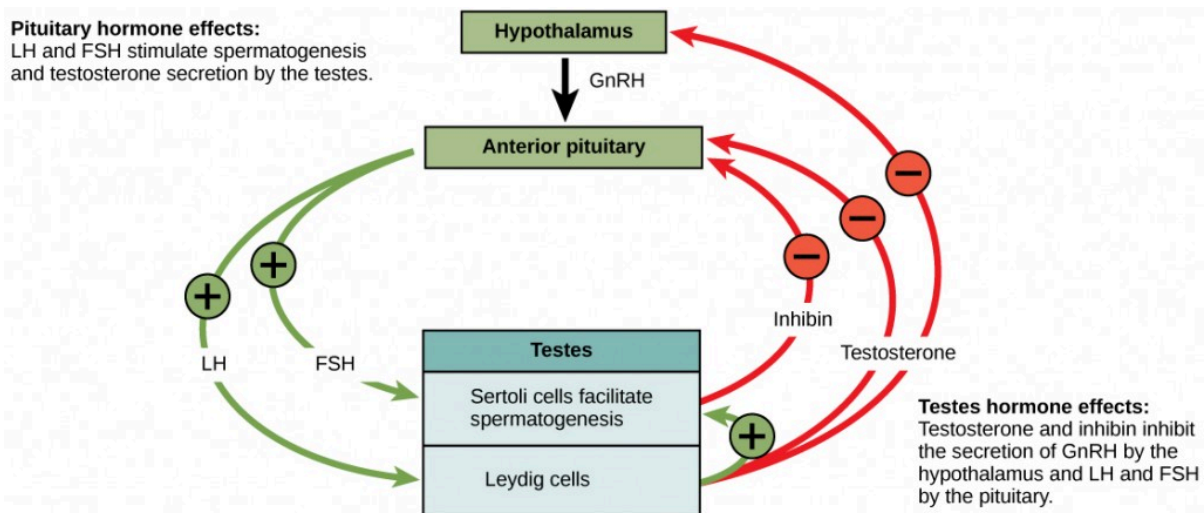 Pituitary hormone effects:
LH and FSH stimulate spermatogenesis
and testosterone secretion by the testes.
Hypothalamus
GnRH
Anterior pituitary
+
+
−
−
−
LH
FSH
Inhibin
Testosterone
Testes
Sertoli cells facilitate
spermatogenesis
+
Leydig cells
Testes hormone effects:
Testosterone and inhibin inhibit
the secretion of GnRH by the
hypothalamus and LH and FSH
by the pituitary.